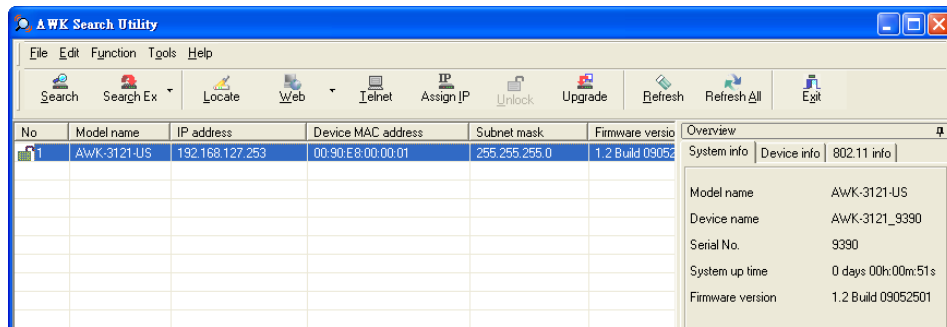 AWK Search Utility
File Edit Function Tools Help
Search Search Ex Locate Web Telnet IP Assign IP Unlock Upgrade Refresh Refresh All Exit
No Model name IP address Device MAC address Subnet mask Firmware versio
1 AWK-3121-US 192.168.127.253 00:90:E8:00:00:01 255.255.255.0 1.2 Build 09052
Overview
System info Device info 802.11 info
Model name AWK-3121-US
Device name AWK-3121_9390
Serial No. 9390
System up time 0 days 00h:00m:51s
Firmware version 1.2 Build 09052501